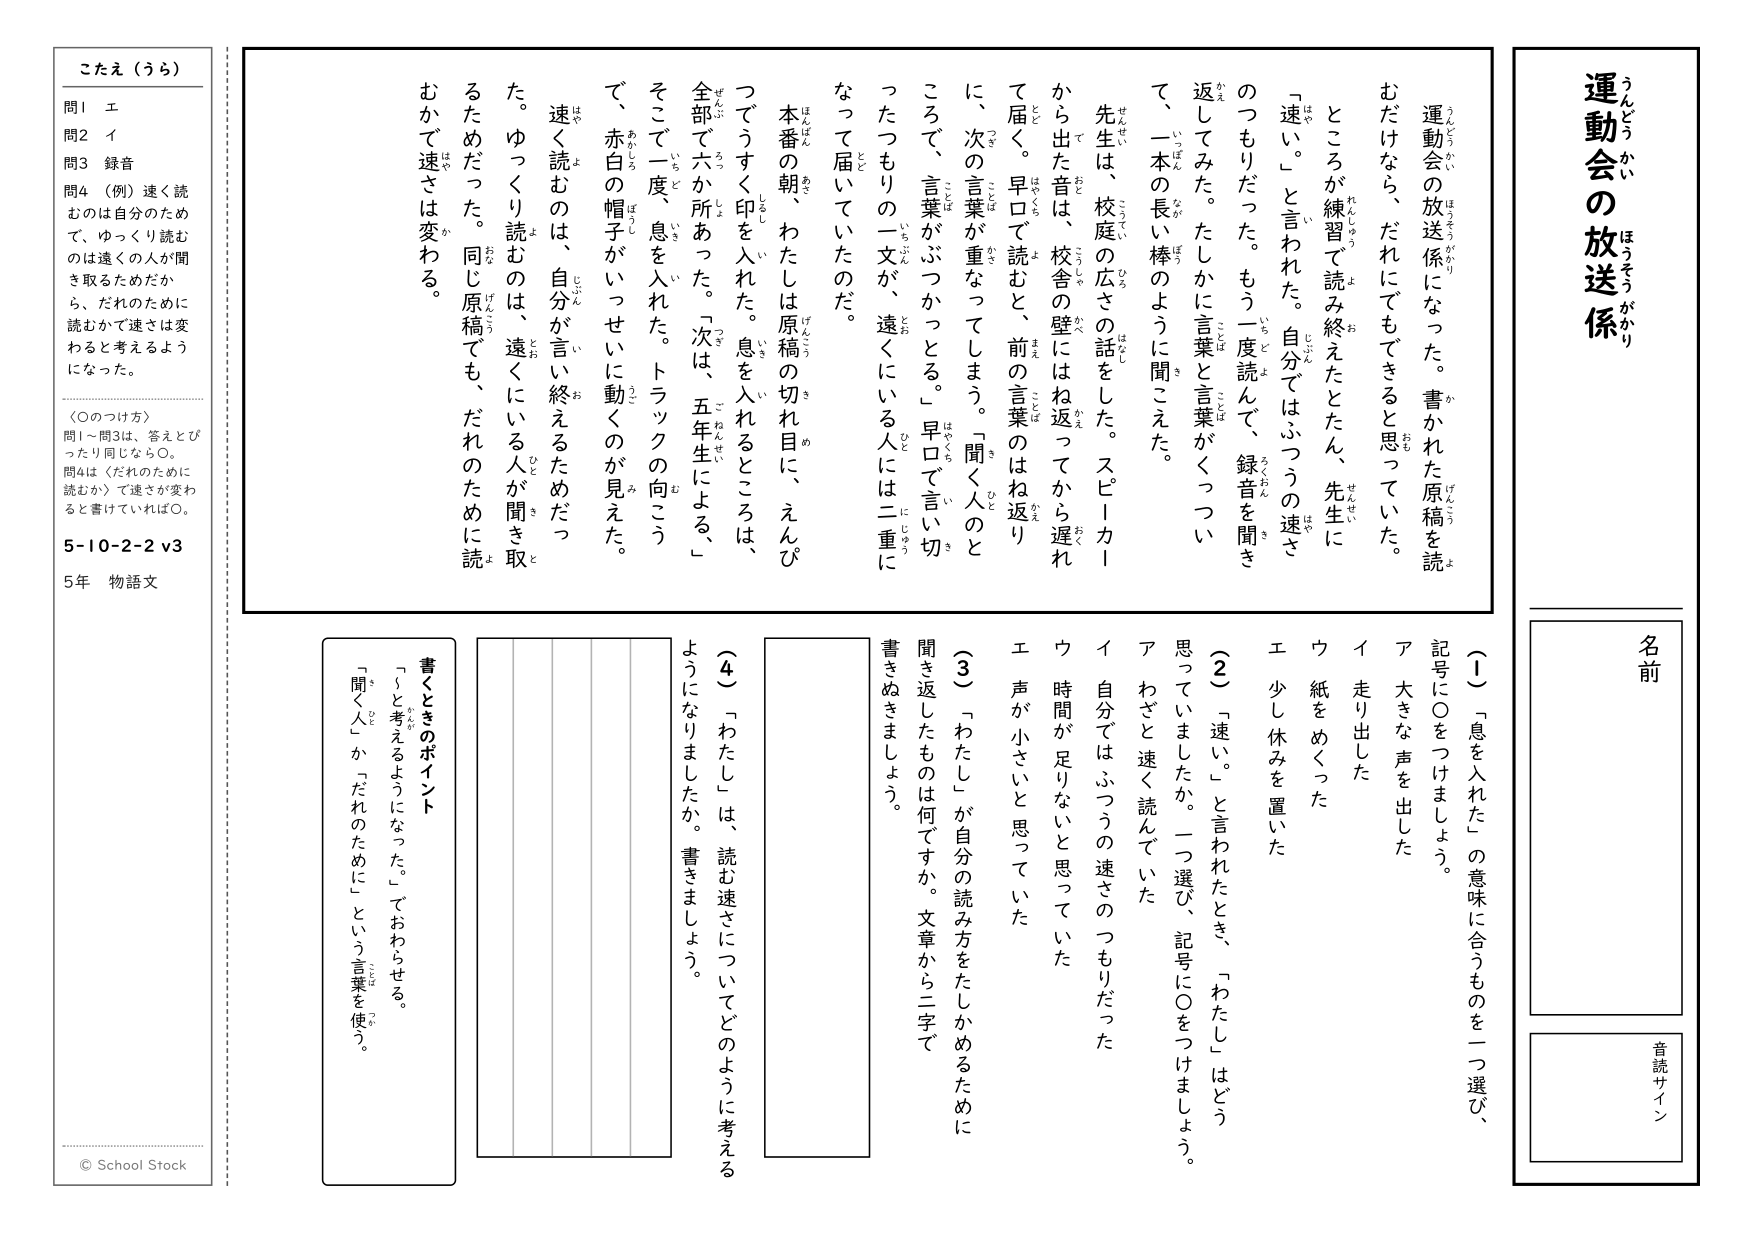 運動会の放送係
名前
音読サイン
運動会の放送係になった。書かれた原稿を読
むだけなら、だれにでもできると思っていた。
ところが練習で読み終えたとたん、先生に
「速い。」と言われた。自分ではふつうの速さ
のつもりだった。もう一度読んで、録音を聞き
返してみた。たしかに言葉と言葉がくっつい
て、一本の長い棒のように聞こえた。
先生は、校庭の広さの話をした。スピーカー
から出た音は、校舎の壁にはね返ってから遅れ
て届く。早口で読むと、前の言葉のはね返り
に、次の言葉が重なってしまう。「聞く人のと
ころで、言葉がぶつかっとる。」早口で言い切
ったつもりの一文が、遠くにいる人には二重に
なって届いていたのだ。
本番の朝、わたしは原稿の切れ目に、えんぴ
つでうすく印を入れた。息を入れるところは、
全部で六か所あった。「次は、五年生による、」
そこで一度、息を入れた。トラックの向こう
で、赤白の帽子がいっせいに動くのが見えた。
速く読むのは、自分が言い終えるためだっ
た。ゆっくり読むのは、遠くにいる人が聞き取
るためだった。同じ原稿でも、だれのために読
むかで速さは変わる。
(1)「息を入れた」の意味に合うものを一つ選び、
記号に〇をつけましょう。
ア 大きな声を出した
イ 走り出した
ウ 紙をめくった
エ 少し休みを置いた
(2)「速い。」と言われたとき、「わたし」はどう
思っていましたか。一つ選び、記号に〇をつけましょう。
ア わざと速く読んでいた
イ 自分ではふつうの速さのつもりだった
ウ 時間が足りないと思っていた
エ 声が小さいと思っていた
(3)「わたし」が自分の読み方をたしかめるために
聞き返したものは何ですか。文章から二字で
書きぬきましょう。
(4)「わたし」は、読む速さについてどのように考える
ようになりましたか。書きましょう。
書くときのポイント
「〜と考えるようになった。」でおわらせる。
「聞く人」か「だれのために」という言葉を使う。
こたえ（うら）
問1 エ
問2 イ
問3 録音
問4 （例）速く読
むのは自分のため
で、ゆっくり読む
のは遠くの人が聞
き取るためだか
ら、だれのために
読むかで速さは変
わると考えるよう
になった。
〈〇のつけ方〉
問1～問3は、答えとぴ
ったり同じなら〇。
問4は〈だれのために
読むか〉で速さが変わ
ると書けていれば〇。
5-10-2-2 v3
5年 物語文
© School Stock